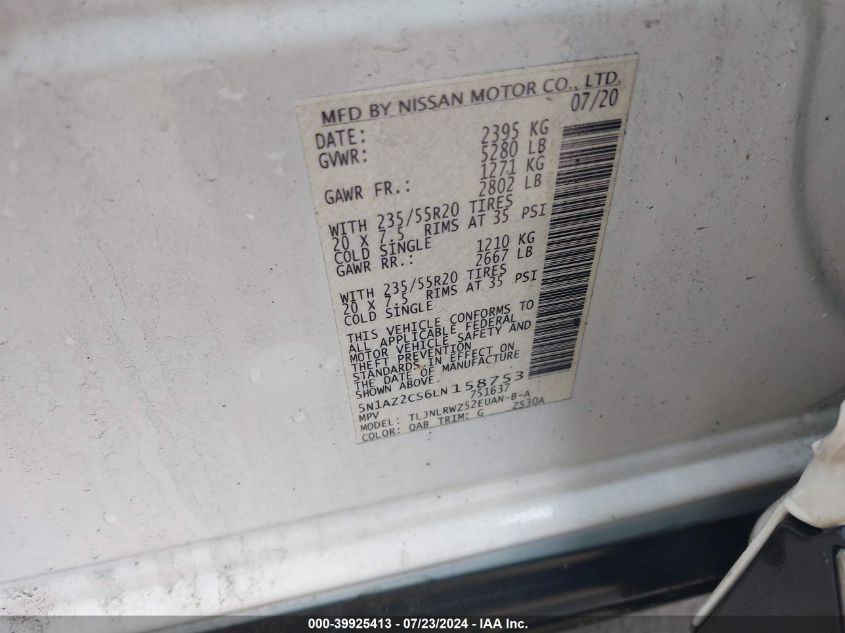 MFD BY NISSAN MOTOR CO., LTD.
DATE: 07/20
GVWR: 2395 KG
5280 LB
GAWR FR.: 1271 KG
2802 LB
WITH 235/55R20 TIRES
20 X 7.5 RIMS AT 35 PSI
COLD SINGLE
GAWR RR.: 1210 KG
2667 LB
WITH 235/55R20 TIRES
20 X 7.5 RIMS AT 35 PSI
COLD SINGLE
THIS VEHICLE CONFORMS TO
ALL APPLICABLE FEDERAL
MOTOR VEHICLE SAFETY AND
THEFT PREVENTION
STANDARDS IN EFFECT ON
THE DATE OF MANUFACTURE
SHOWN ABOVE.
5N1AZ2CS6LN158753
MPV 751637
MODEL: TLJNLRWZ52EUAN-B-A
COLOR: QAB TRIM: G ZS30A
000-39925413 - 07/23/2024 - IAA Inc.